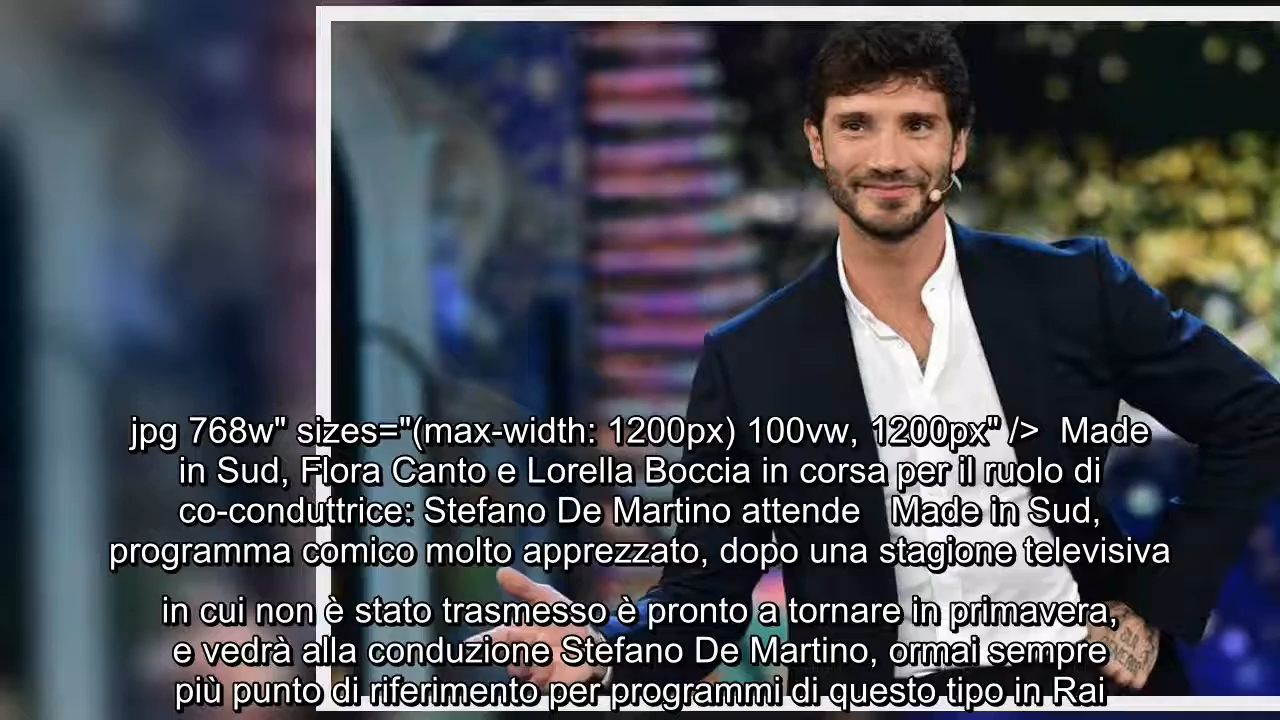 jpg 768w" sizes="(max-width: 1200px) 100vw, 1200px" /> Made
in Sud, Flora Canto e Lorella Boccia in corsa per il ruolo di
co-conduttrice: Stefano De Martino attende Made in Sud,
programma comico molto apprezzato, dopo una stagione televisiva
in cui non è stato trasmesso è pronto a tornare in primavera,
e vedrà alla conduzione Stefano De Martino, ormai sempre
più punto di riferimento per programmi di questo tipo in Rai